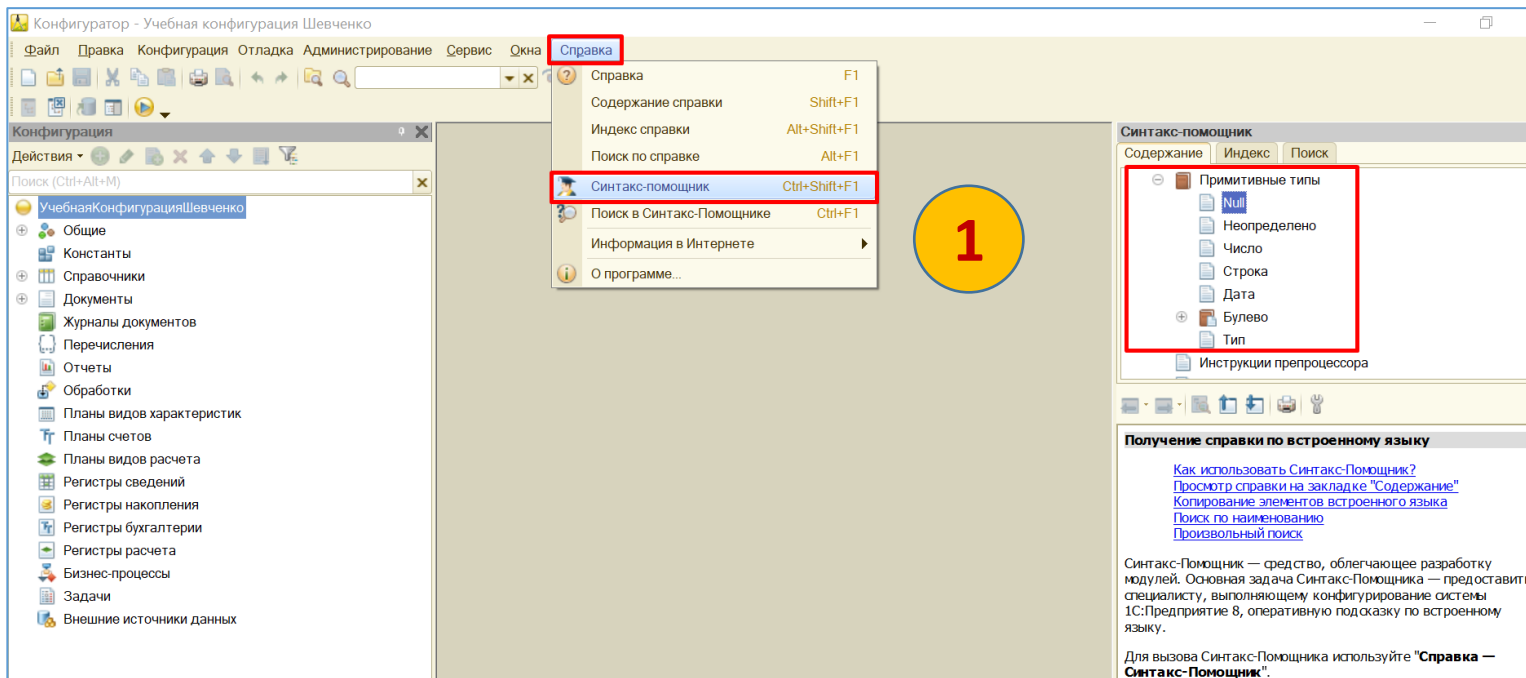 Конфигуратор - Учебная конфигурация Шевченко
Файл Правка Конфигурация Отладка Администрирование Сервис Окна Справка
Справка F1
Содержание справки Shift+F1
Индекс справки Alt+Shift+F1
Поиск по справке Alt+F1
Синтакс-помощник Ctrl+Shift+F1
Поиск в Синтакс-Помощнике Ctrl+F1
Информация в Интернете
О программе...
1
Конфигурация
Действия
Поиск (Ctrl+Alt+M)
УчебнаяКонфигурацияШевченко
Общие
Константы
Справочники
Документы
Журналы документов
Перечисления
Отчеты
Обработки
Планы видов характеристик
Планы счетов
Планы видов расчета
Регистры сведений
Регистры накопления
Регистры бухгалтерии
Регистры расчета
Бизнес-процессы
Задачи
Внешние источники данных
Синтакс-помощник
Содержание Индекс Поиск
Примитивные типы
Null
Неопределено
Число
Строка
Дата
Булево
Тип
Инструкции препроцессора
Получение справки по встроенному языку
Как использовать Синтакс-Помощник?
Просмотр справки на закладке "Содержание"
Копирование элементов встроенного языка
Поиск по наименованию
Произвольный поиск
Синтакс-Помощник — средство, облегчающее разработку
модулей. Основная задача Синтакс-Помощника — предоставить
специалисту, выполняющему конфигурирование системы
1С:Предприятие 8, оперативную подсказку по встроенному
языку.
Для вызова Синтакс-Помощника используйте "Справка —
Синтакс-Помощник".